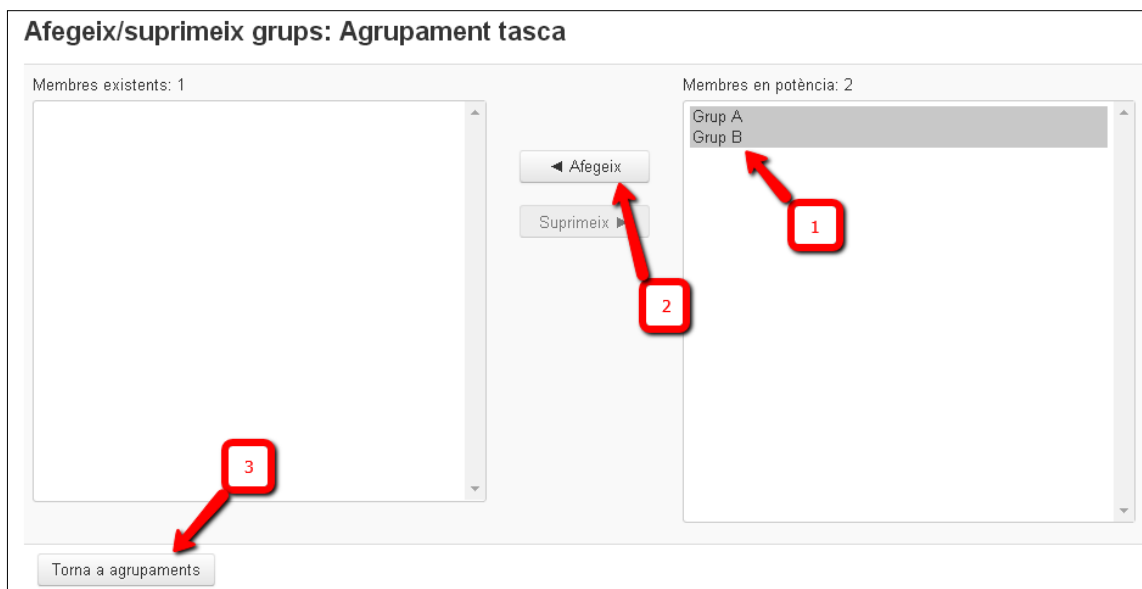 Afegeix/suprimeix grups: Agrupament tasca
Membres existents: 1
Membres en potència: 2
Grup A
Grup B
◄ Afegeix
Suprimeix ►
1
2
3
Torna a agrupaments